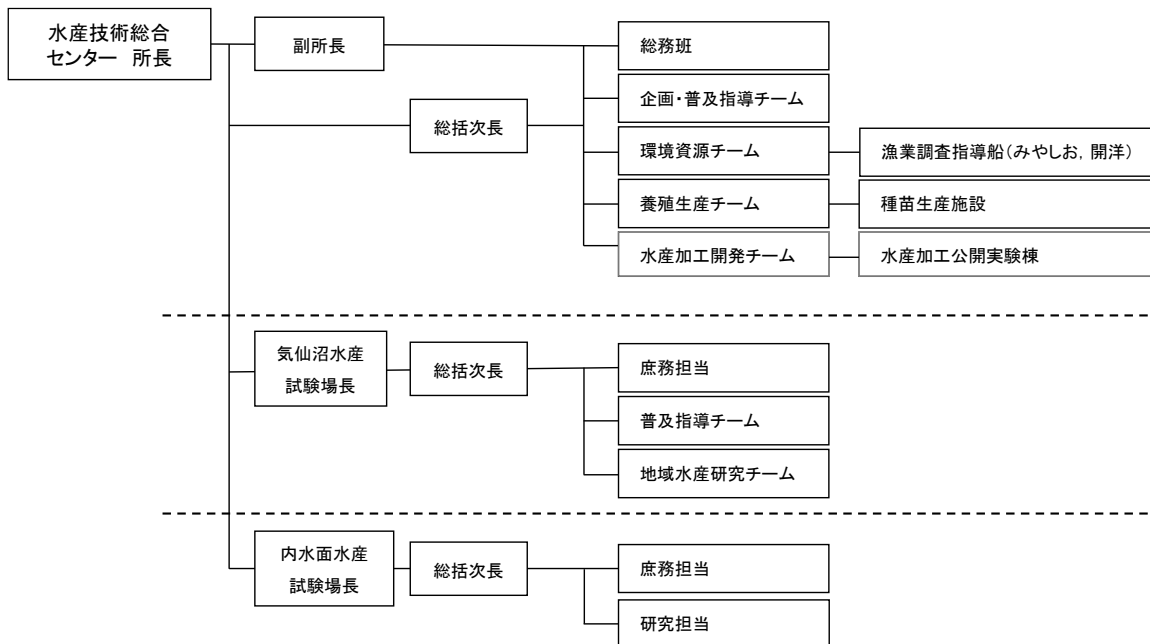 水産技術総合
センター　所長
副所長
総務班
企画・普及指導チーム
総括次長
環境資源チーム
漁業調査指導船（みやしお，開洋）
養殖生産チーム
種苗生産施設
水産加工開発チーム
水産加工公開実験棟
気仙沼水産
試験場長
総括次長
庶務担当
普及指導チーム
地域水産研究チーム
内水面水産
試験場長
総括次長
庶務担当
研究担当